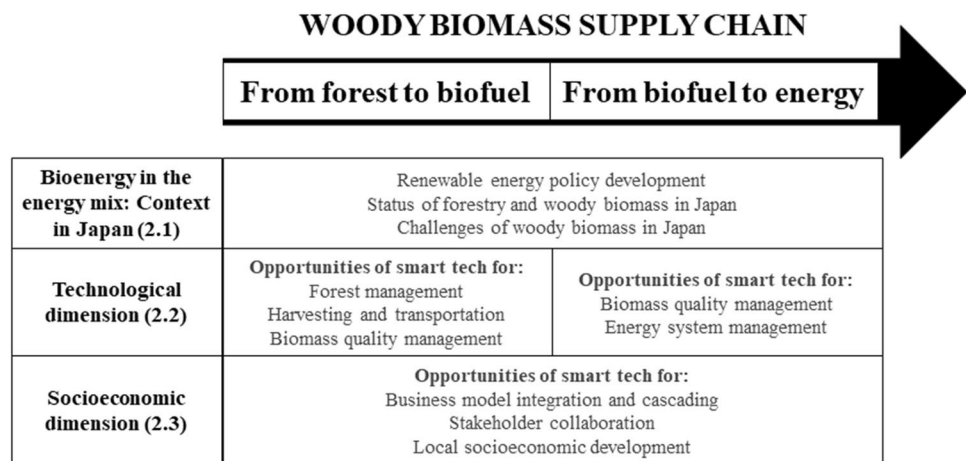 WOODY BIOMASS SUPPLY CHAIN
From forest to biofuel
From biofuel to energy
Bioenergy in the
energy mix: Context
in Japan (2.1)
Renewable energy policy development
Status of forestry and woody biomass in Japan
Challenges of woody biomass in Japan
Technological
dimension (2.2)
Opportunities of smart tech for:
Forest management
Harvesting and transportation
Biomass quality management
Opportunities of smart tech for:
Biomass quality management
Energy system management
Socioeconomic
dimension (2.3)
Opportunities of smart tech for:
Business model integration and cascading
Stakeholder collaboration
Local socioeconomic development